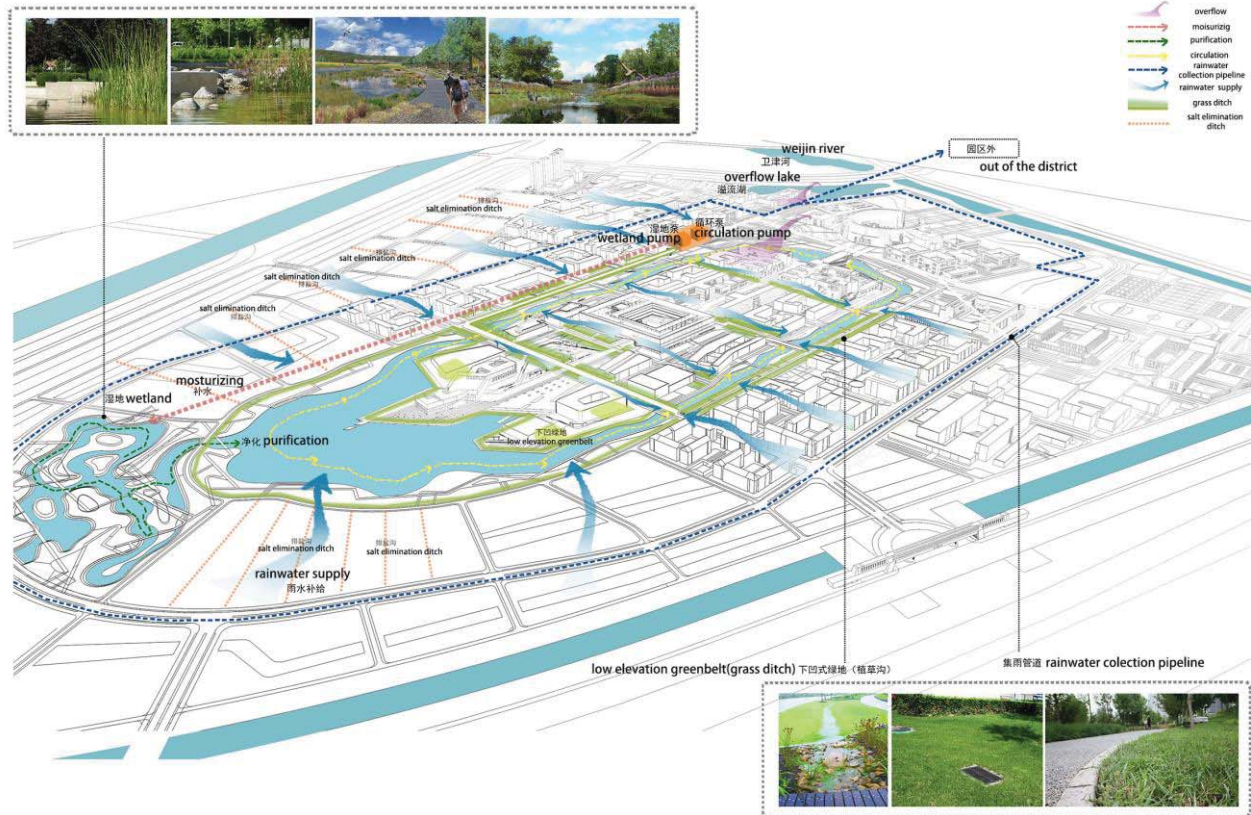 overflow
moisurizig
purification
circulation
rainwater
collection pipeline
rainwater supply
grass ditch
salt elimination
ditch
weijin river
卫津河
园区外
out of the district
overflow lake
溢流湖
排盐沟
salt elimination ditch
循环泵
湿地泵
circulation pump
wetland pump
排盐沟
salt elimination ditch
salt elimination ditch
排盐沟
salt elimination ditch
排盐沟
mosturizing
补水
湿地 wetland
净化 purification
下凹绿地
low elevation greenbelt
排盐沟
salt elimination ditch
排盐沟
salt elimination ditch
rainwater supply
雨水补给
low elevation greenbelt(grass ditch) 下凹式绿地（植草沟）
集雨管道 rainwater colection pipeline